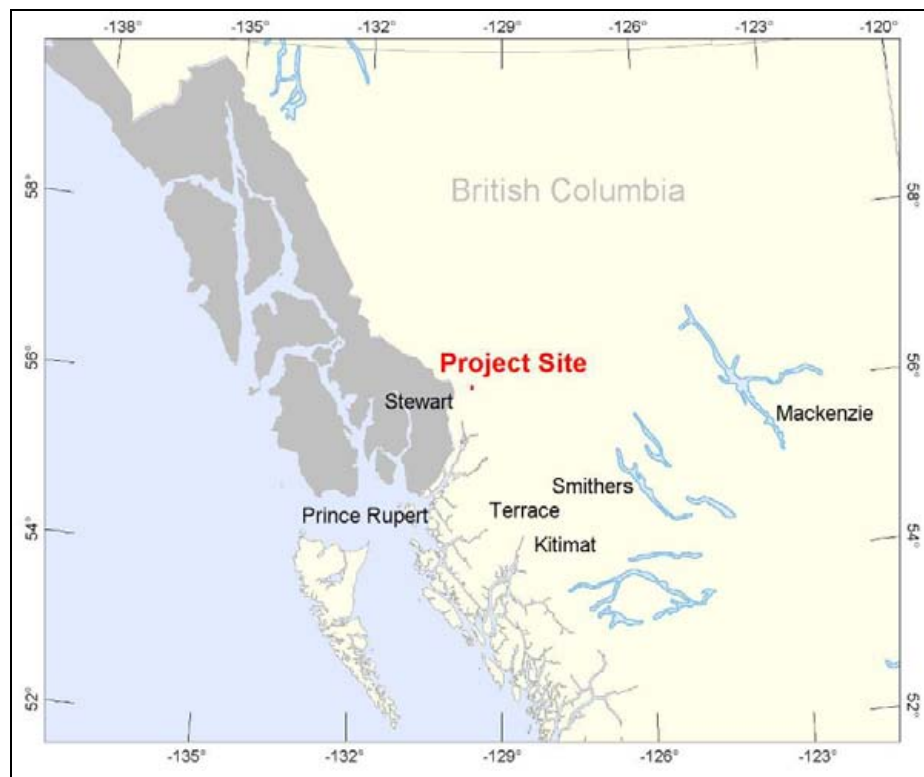 -138° -135° -132° -129° -126° -123° -120°
58° 58°
British Columbia
56° 56°
Project Site
Stewart
Mackenzie
Smithers
Terrace
Prince Rupert
54° 54°
Kitimat
52° 52°
-135° -132° -129° -126° -123°